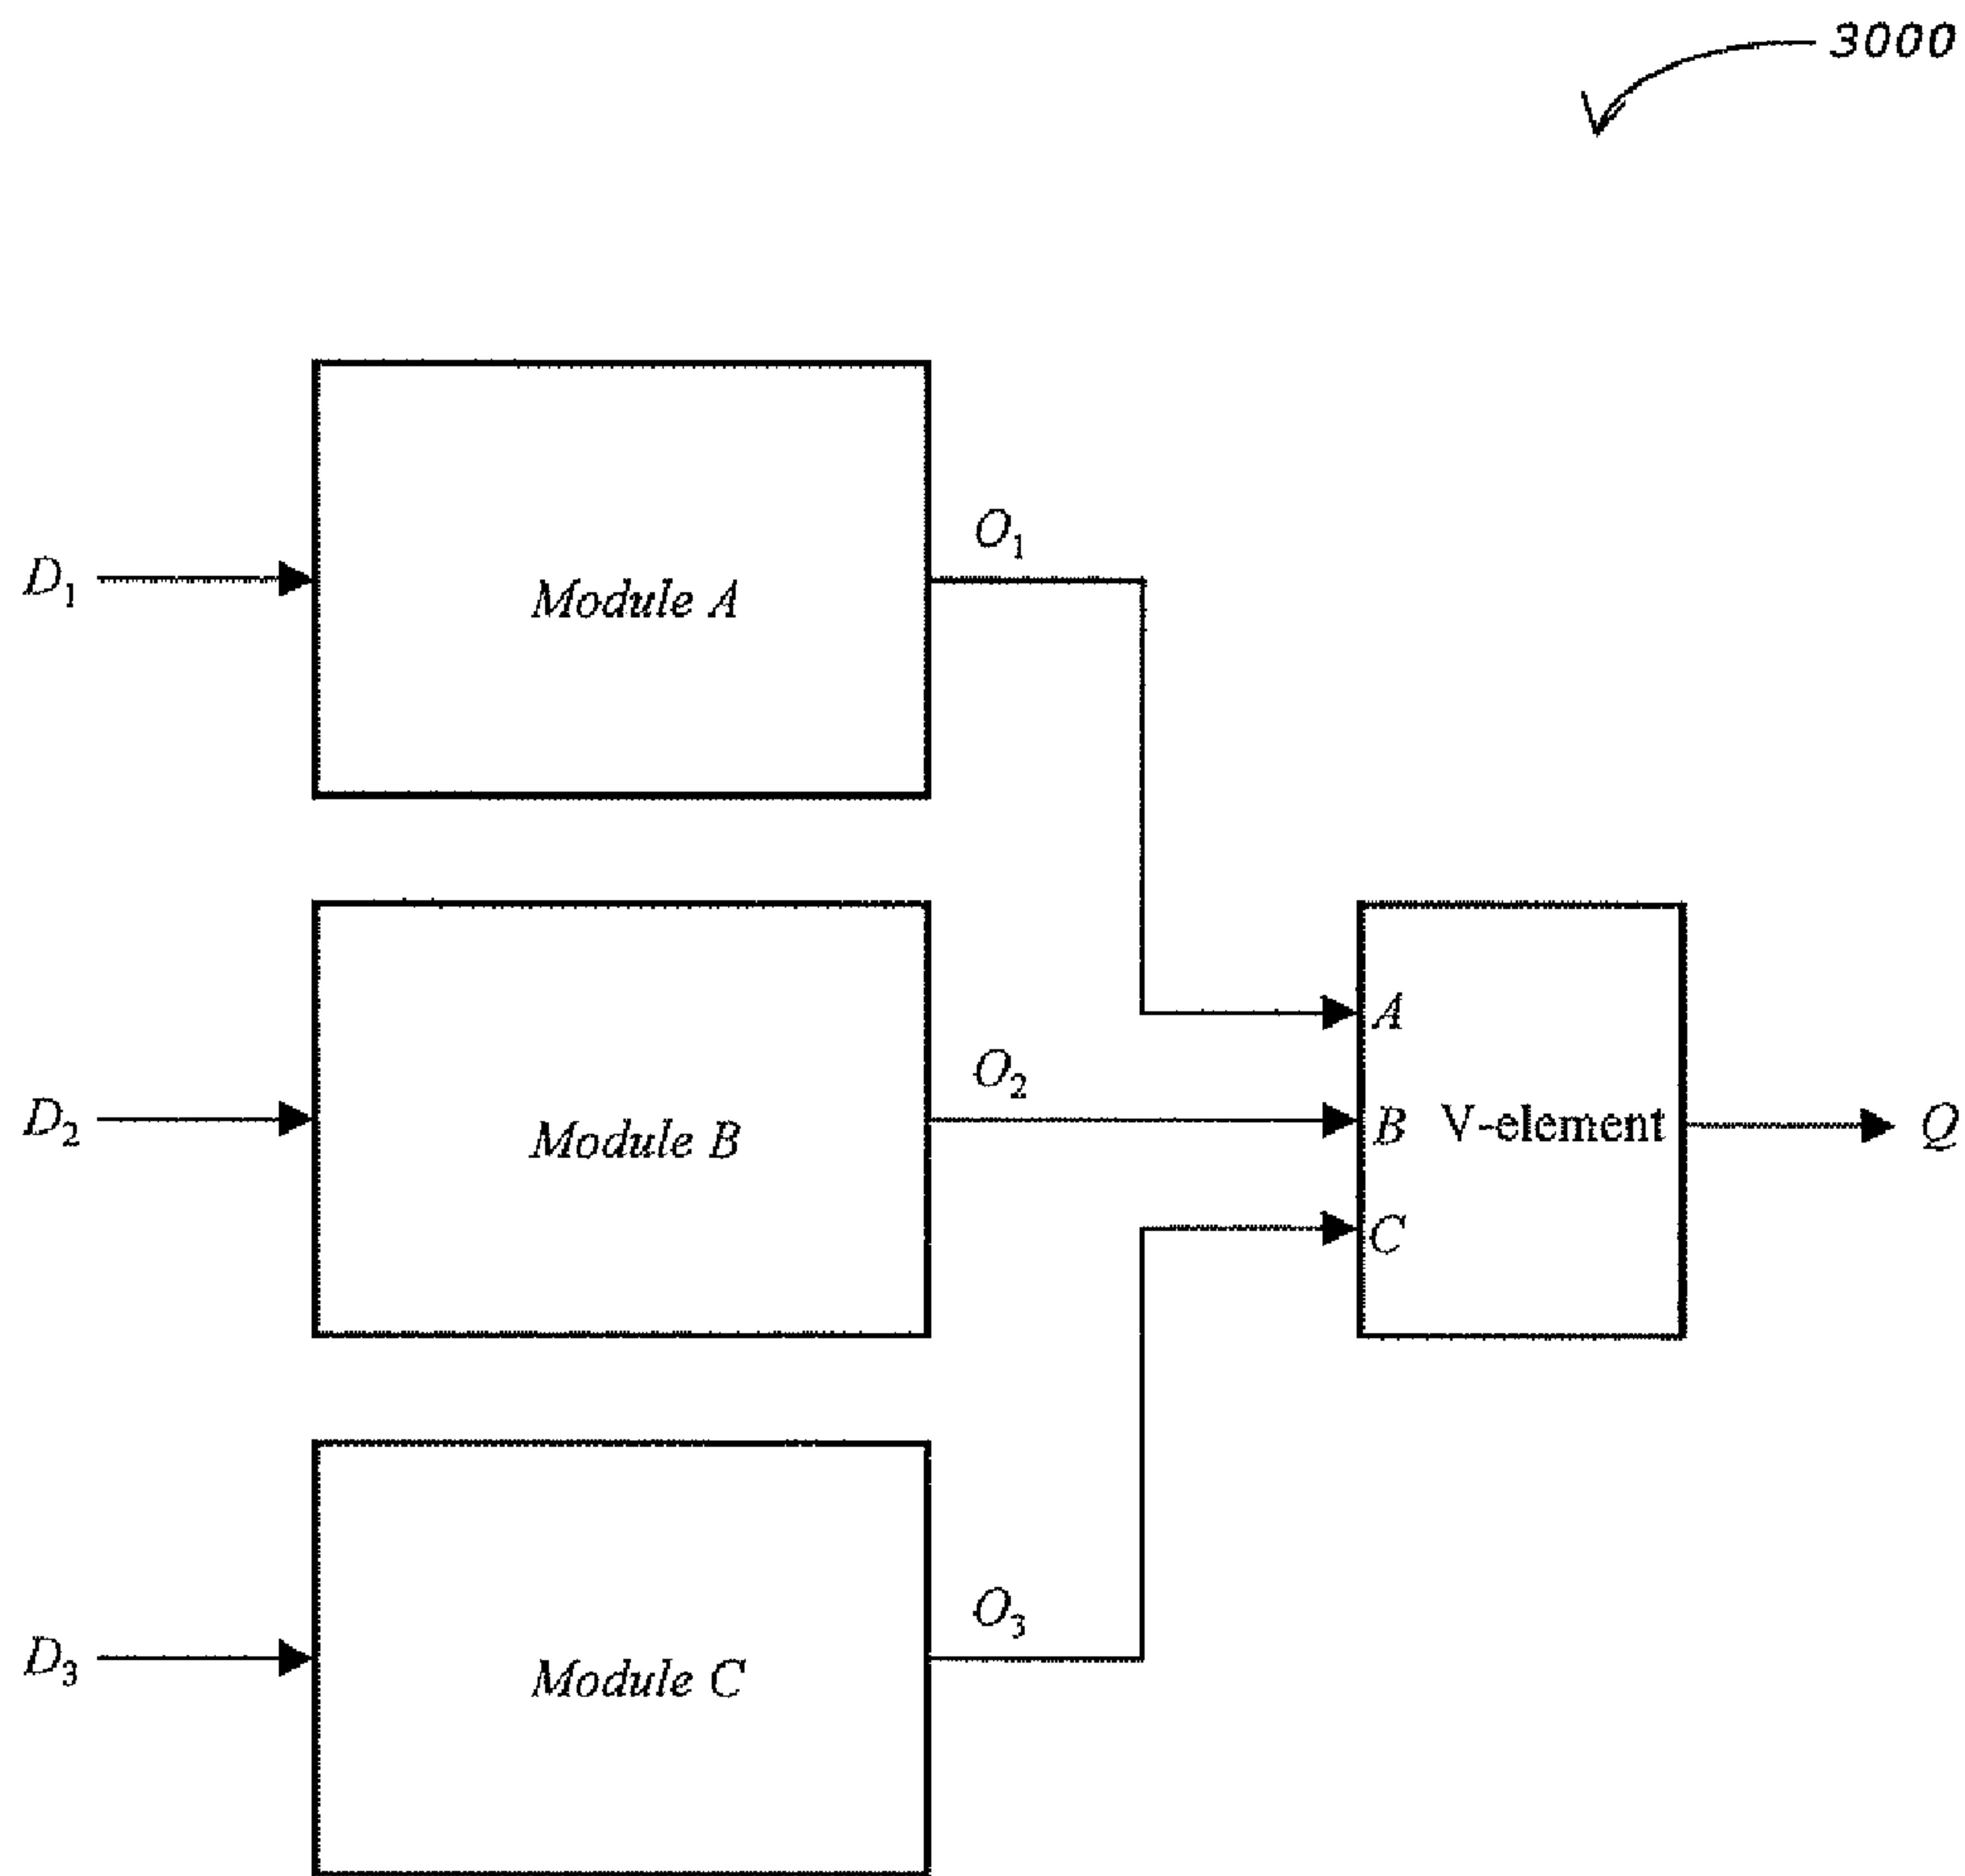 3000
O₁
D₁
Module A
A
O₂
D₂
Module B
B
V-element
Q
C
O₃
D₃
Module C